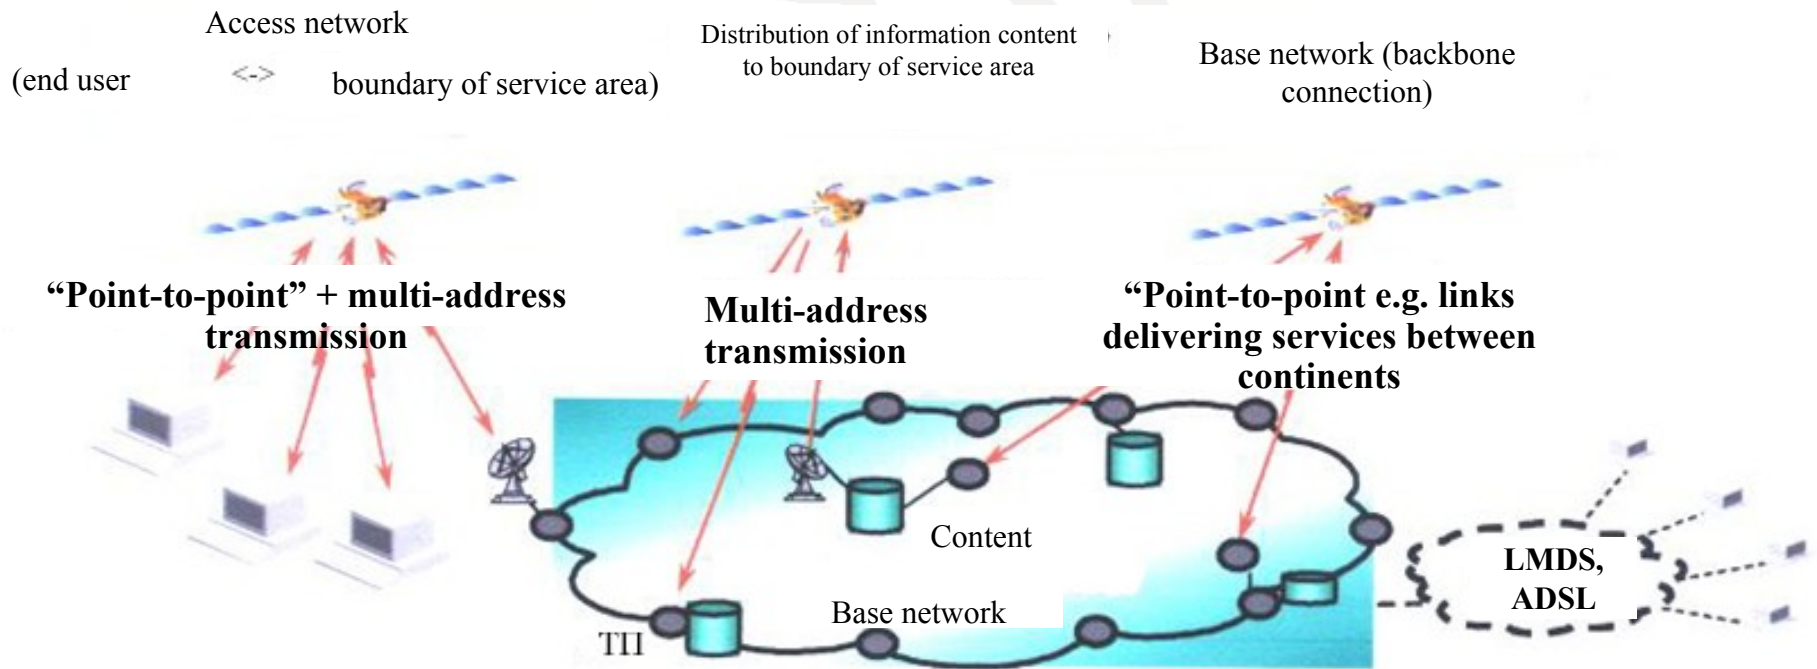 Access network
(end user <-> boundary of service area)
Distribution of information content
to boundary of service area
Base network (backbone
connection)
“Point-to-point” + multi-address
transmission
Multi-address
transmission
“Point-to-point e.g. links
delivering services between
continents
Content
Base network
ТП
LMDS,
ADSL